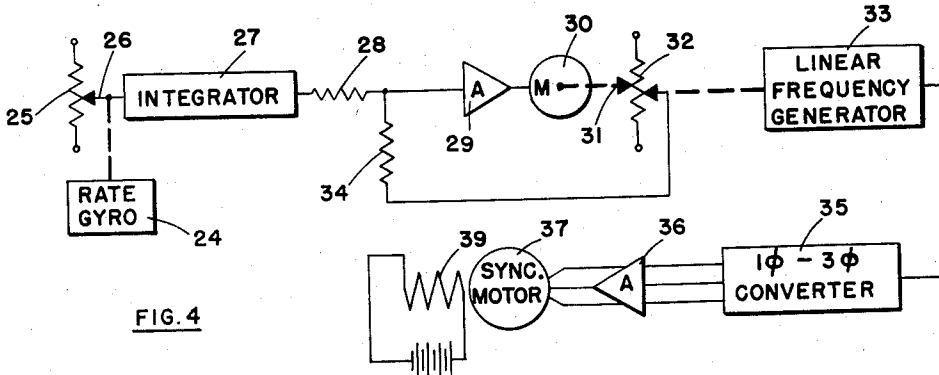 26
27
28
30
32
33
25
INTEGRATOR
A
M
31
29
LINEAR
FREQUENCY
GENERATOR
34
RATE
GYRO
24
39
37
36
35
SYNC.
MOTOR
A
1ϕ - 3ϕ
CONVERTER
FIG. 4